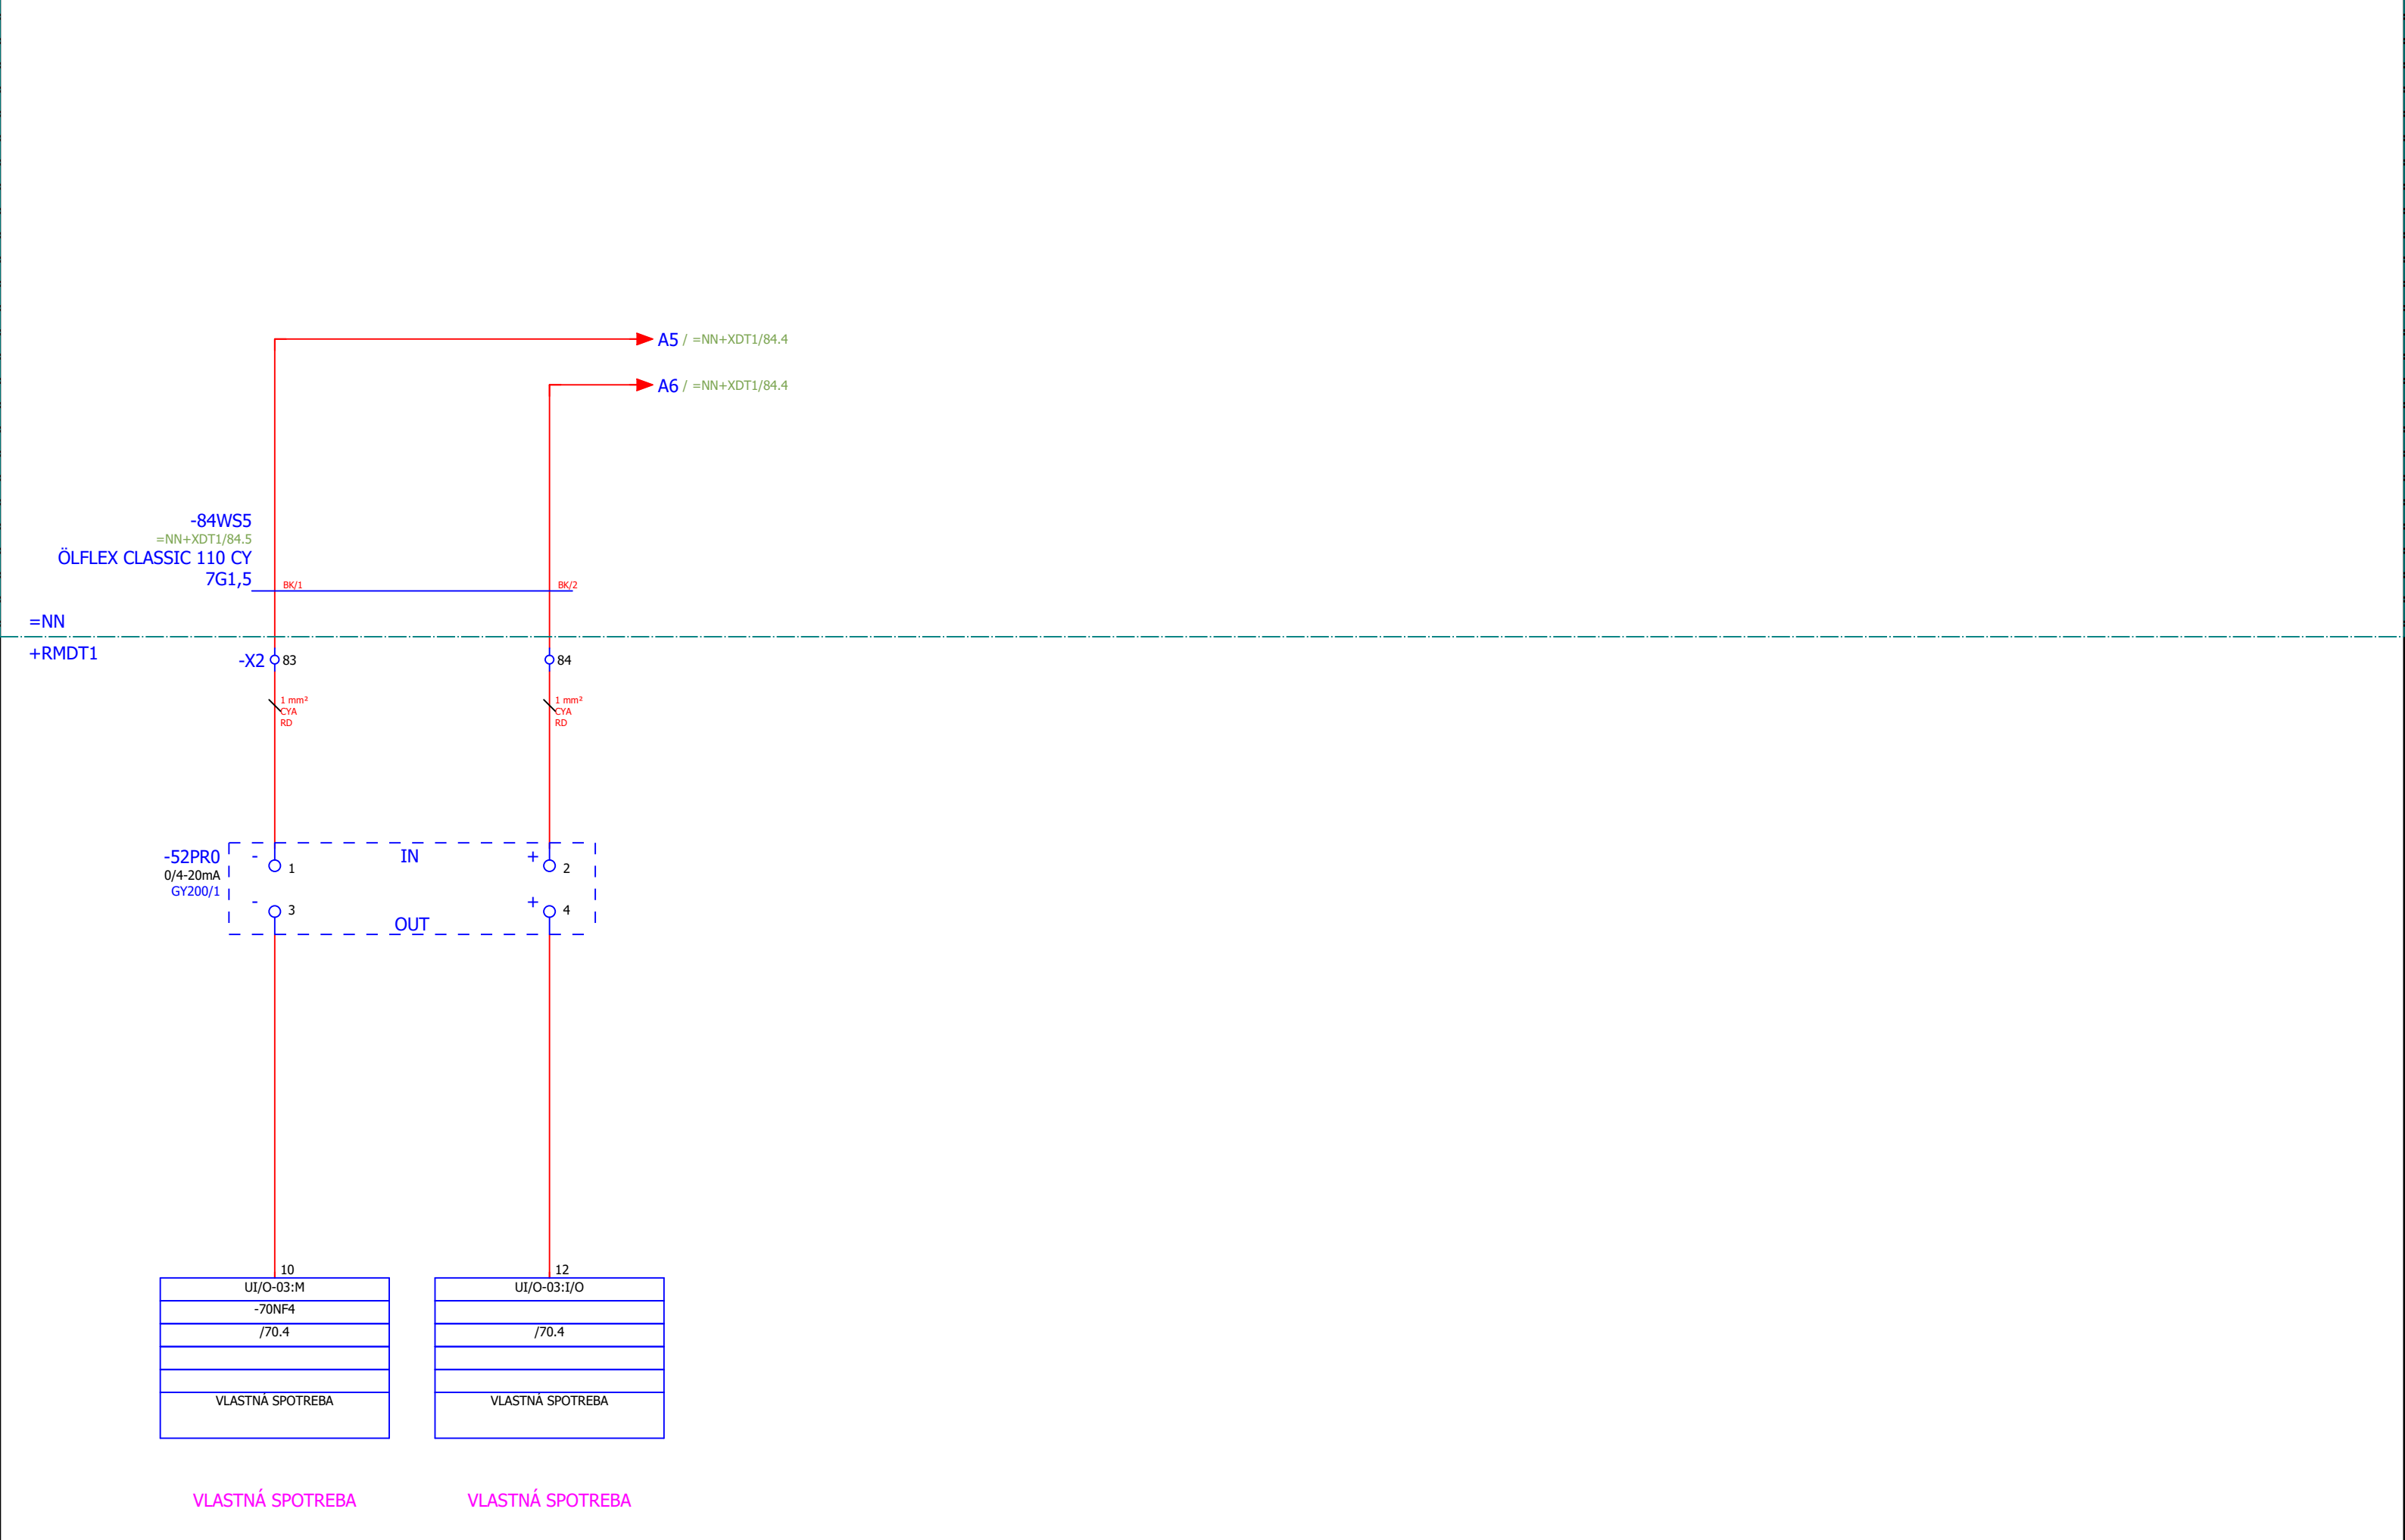 A5 / =NN+XDT1/84.4
A6 / =NN+XDT1/84.4
-84WS5
=NN+XDT1/84.5
ÖLFLEX CLASSIC 110 CY
7G1,5
BK/1
BK/2
=NN
+RMDT1
-X2
83
84
1 mm²
CYA
RD
1 mm²
CYA
RD
-52PR0
0/4-20mA
GY200/1
-
IN
+
1
2
-
+
3
4
OUT
10
UI/O-03:M
-70NF4
/70.4
VLASTNÁ SPOTREBA
12
UI/O-03:I/O
/70.4
VLASTNÁ SPOTREBA
VLASTNÁ SPOTREBA
VLASTNÁ SPOTREBA